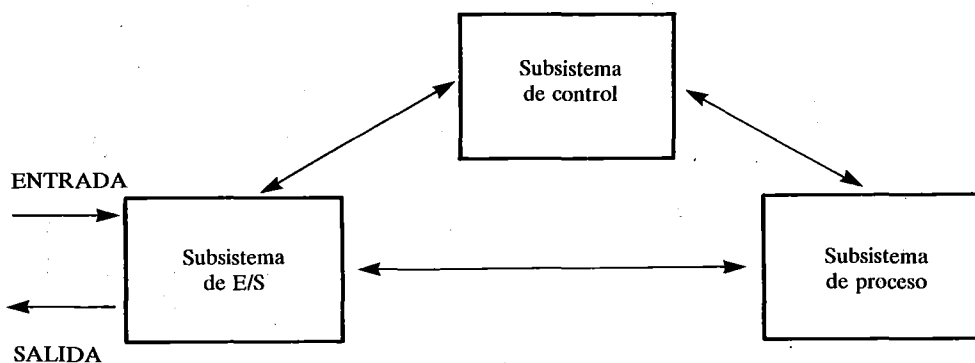 Subsistema
de control
ENTRADA
Subsistema
de E/S
Subsistema
de proceso
SALIDA